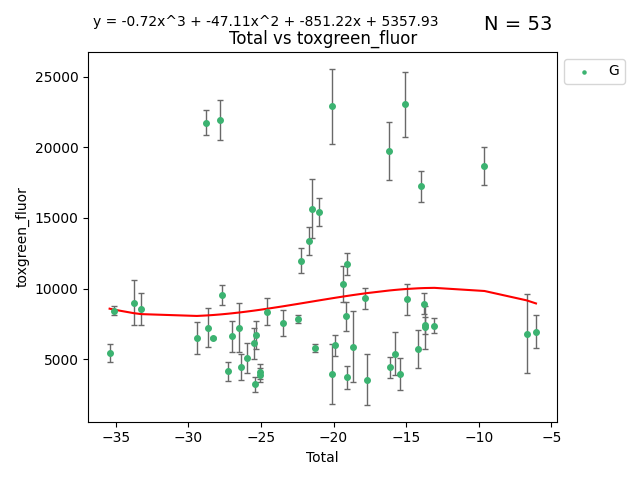 y = -0.72x^3 + -47.11x^2 + -851.22x + 5357.93
N = 53
Total vs toxgreen_fluor
G
25000
20000
15000
10000
5000
toxgreen_fluor
−35 −30 −25 −20 −15 −10 −5
Total